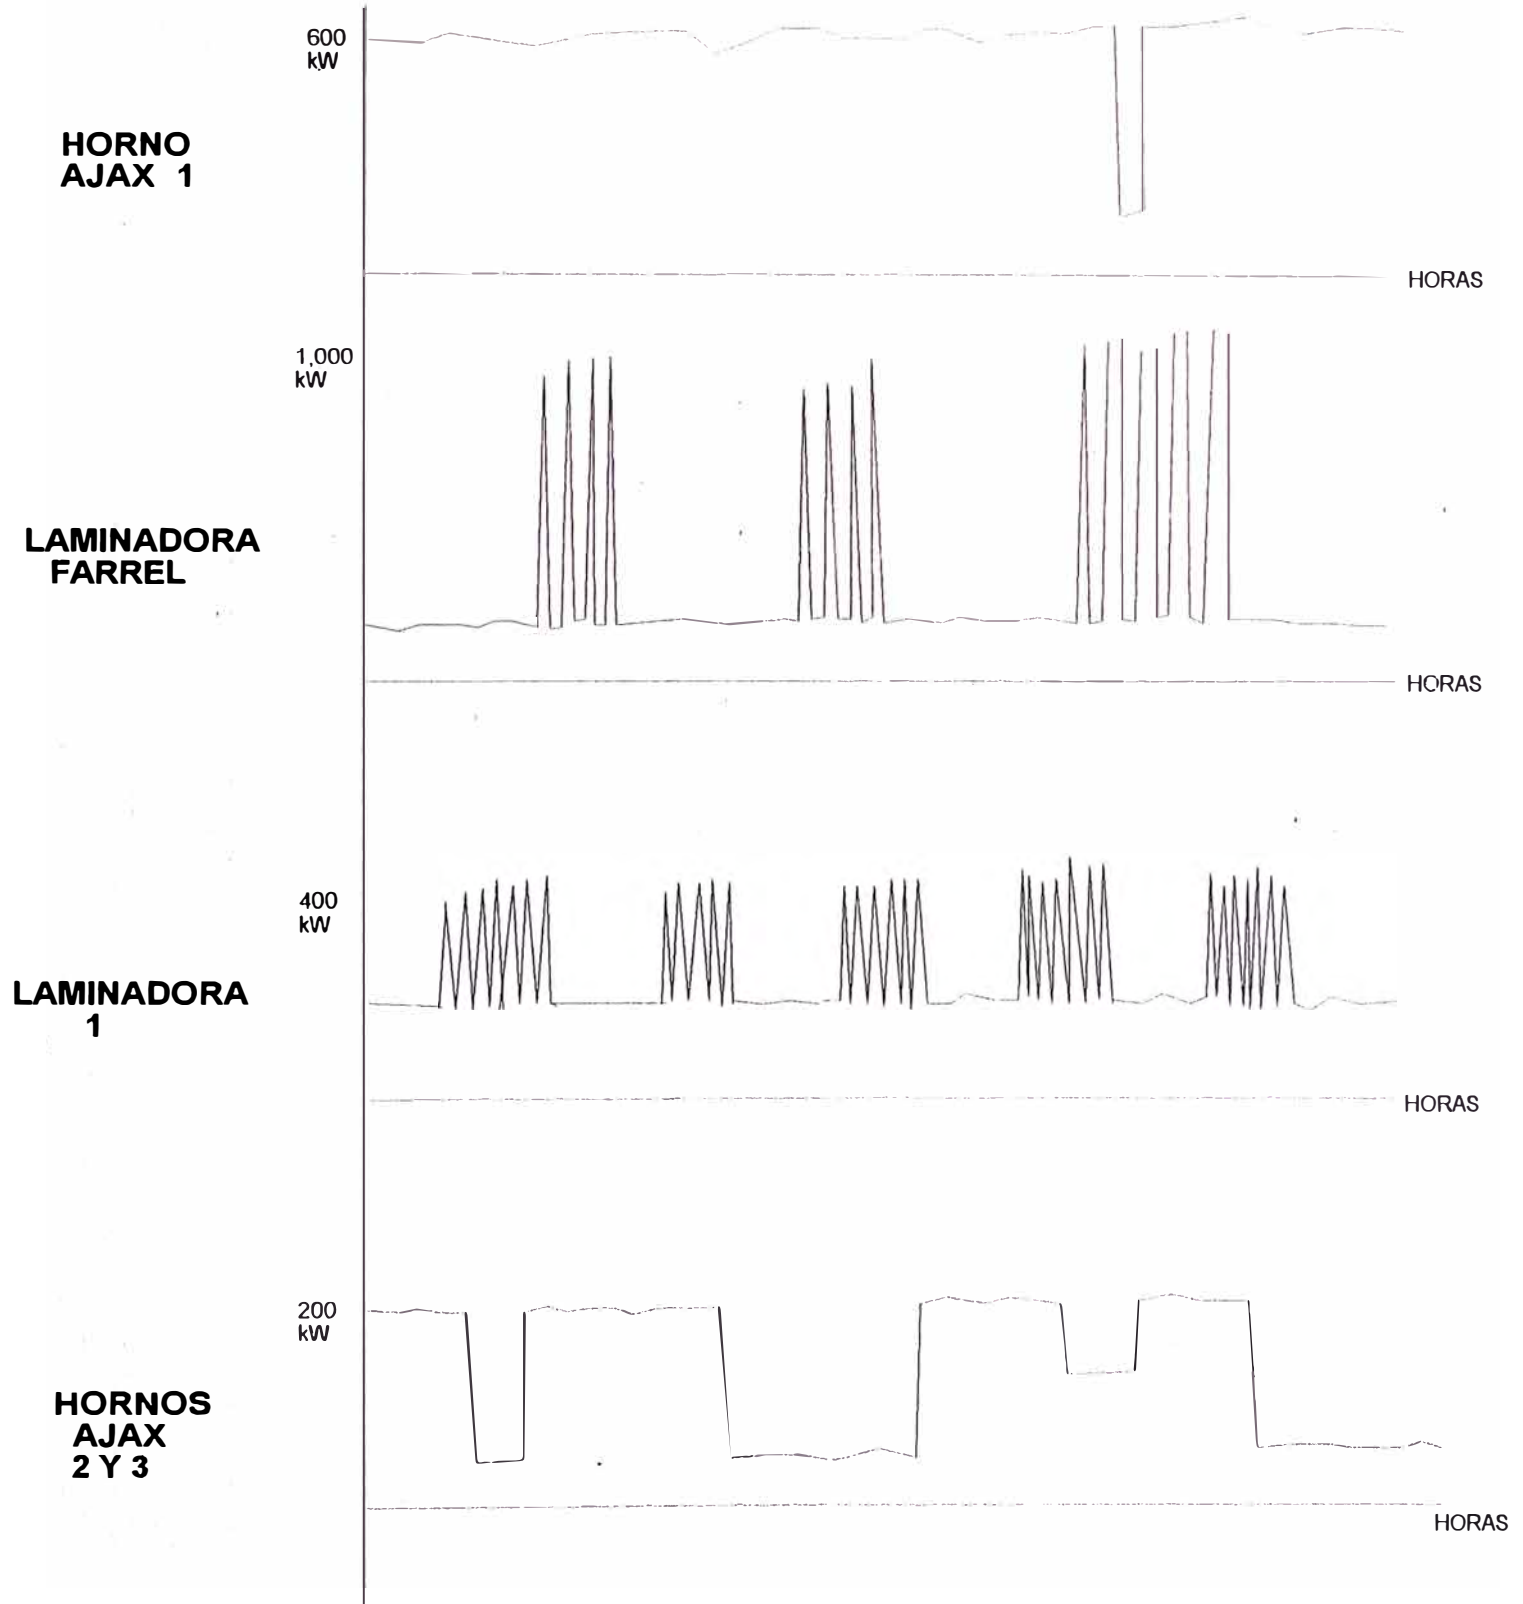 600
kW
HORNO
AJAX 1
HORAS
1,000
kW
LAMINADORA
FARREL
HORAS
400
kW
LAMINADORA
1
HORAS
200
kW
HORNOS
AJAX
2 Y 3
HORAS